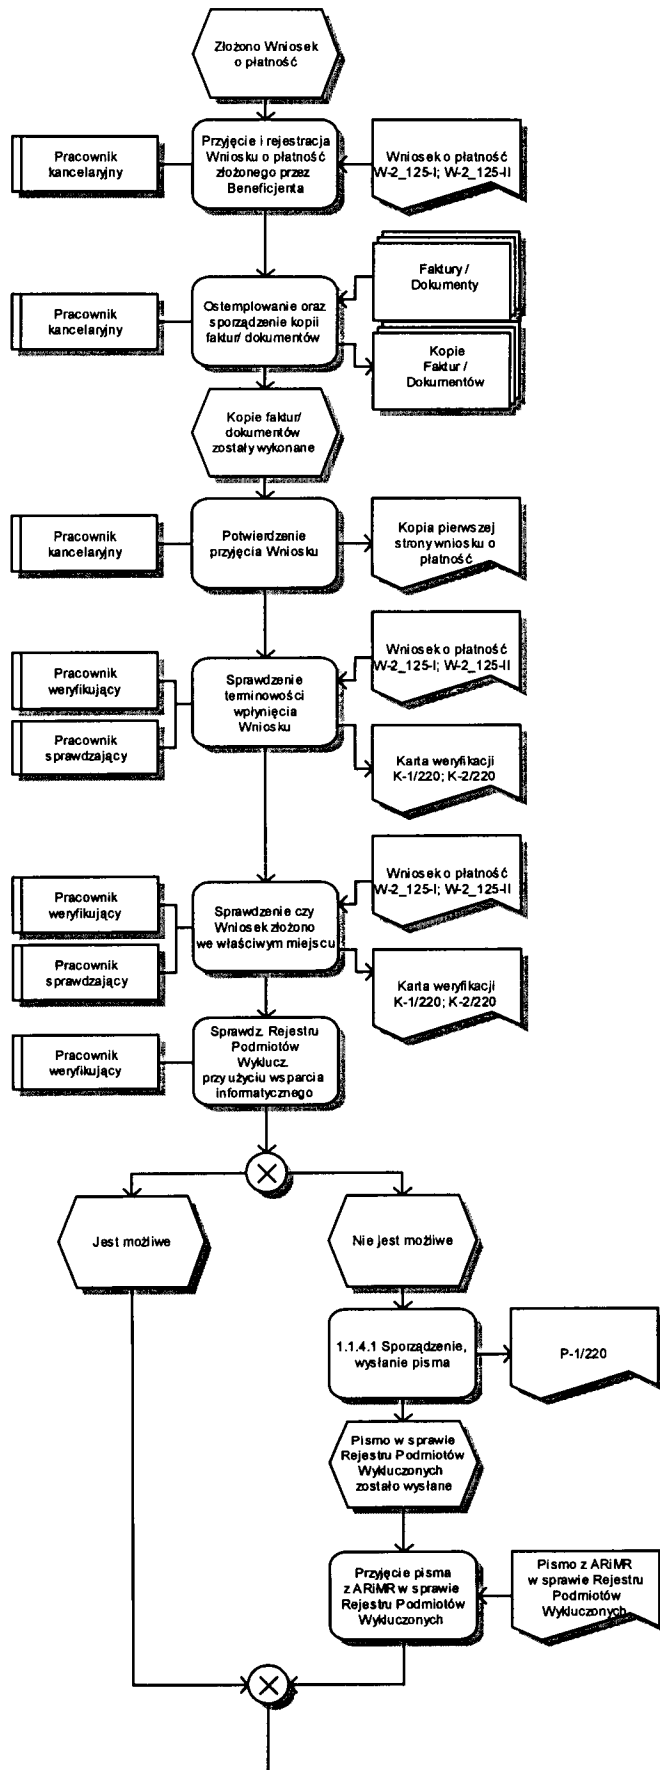 Złożono Wniosek
o płatność
Pracownik
kancelaryjny
Przyjęcie i rejestracja
Wniosku o płatność
złożonego przez
Beneficjenta
Wniosek o płatność
W-2_125-I; W-2_125-II
Pracownik
kancelaryjny
Ostemplowanie oraz
sporządzenie kopii
faktur/ dokumentów
Faktury /
Dokumenty
Kopie
Faktur /
Dokumentów
Kopie faktur/
dokumentów
zostały wykonane
Pracownik
kancelaryjny
Potwierdzenie
przyjęcia Wniosku
Kopia pierwszej
strony wniosku o
płatność
Pracownik
weryfikujący
Pracownik
sprawdzający
Sprawdzenie
terminowości
wpłynięcia
Wniosku
Wniosek o płatność
W-2_125-I; W-2_125-II
Karta weryfikacji
K-1/220; K-2/220
Pracownik
weryfikujący
Pracownik
sprawdzający
Sprawdzenie czy
Wniosek złożono
we właściwym miejscu
Wniosek o płatność
W-2_125-I; W-2_125-II
Karta weryfikacji
K-1/220; K-2/220
Pracownik
weryfikujący
Sprawdz. Rejestru
Podmiotów
Wyklucz.
przy użyciu wsparcia
informatycznego
Jest możliwe
Nie jest możliwe
1.1.4.1 Sporządzenie,
wysłanie pisma
P-1/220
Pismo w sprawie
Rejestru Podmiotów
Wykluczonych
zostało wysłane
Przyjęcie pisma
z ARiMR w sprawie
Rejestru Podmiotów
Wykluczonych
Pismo z ARiMR
w sprawie Rejestru
Podmiotów
Wykluczonych